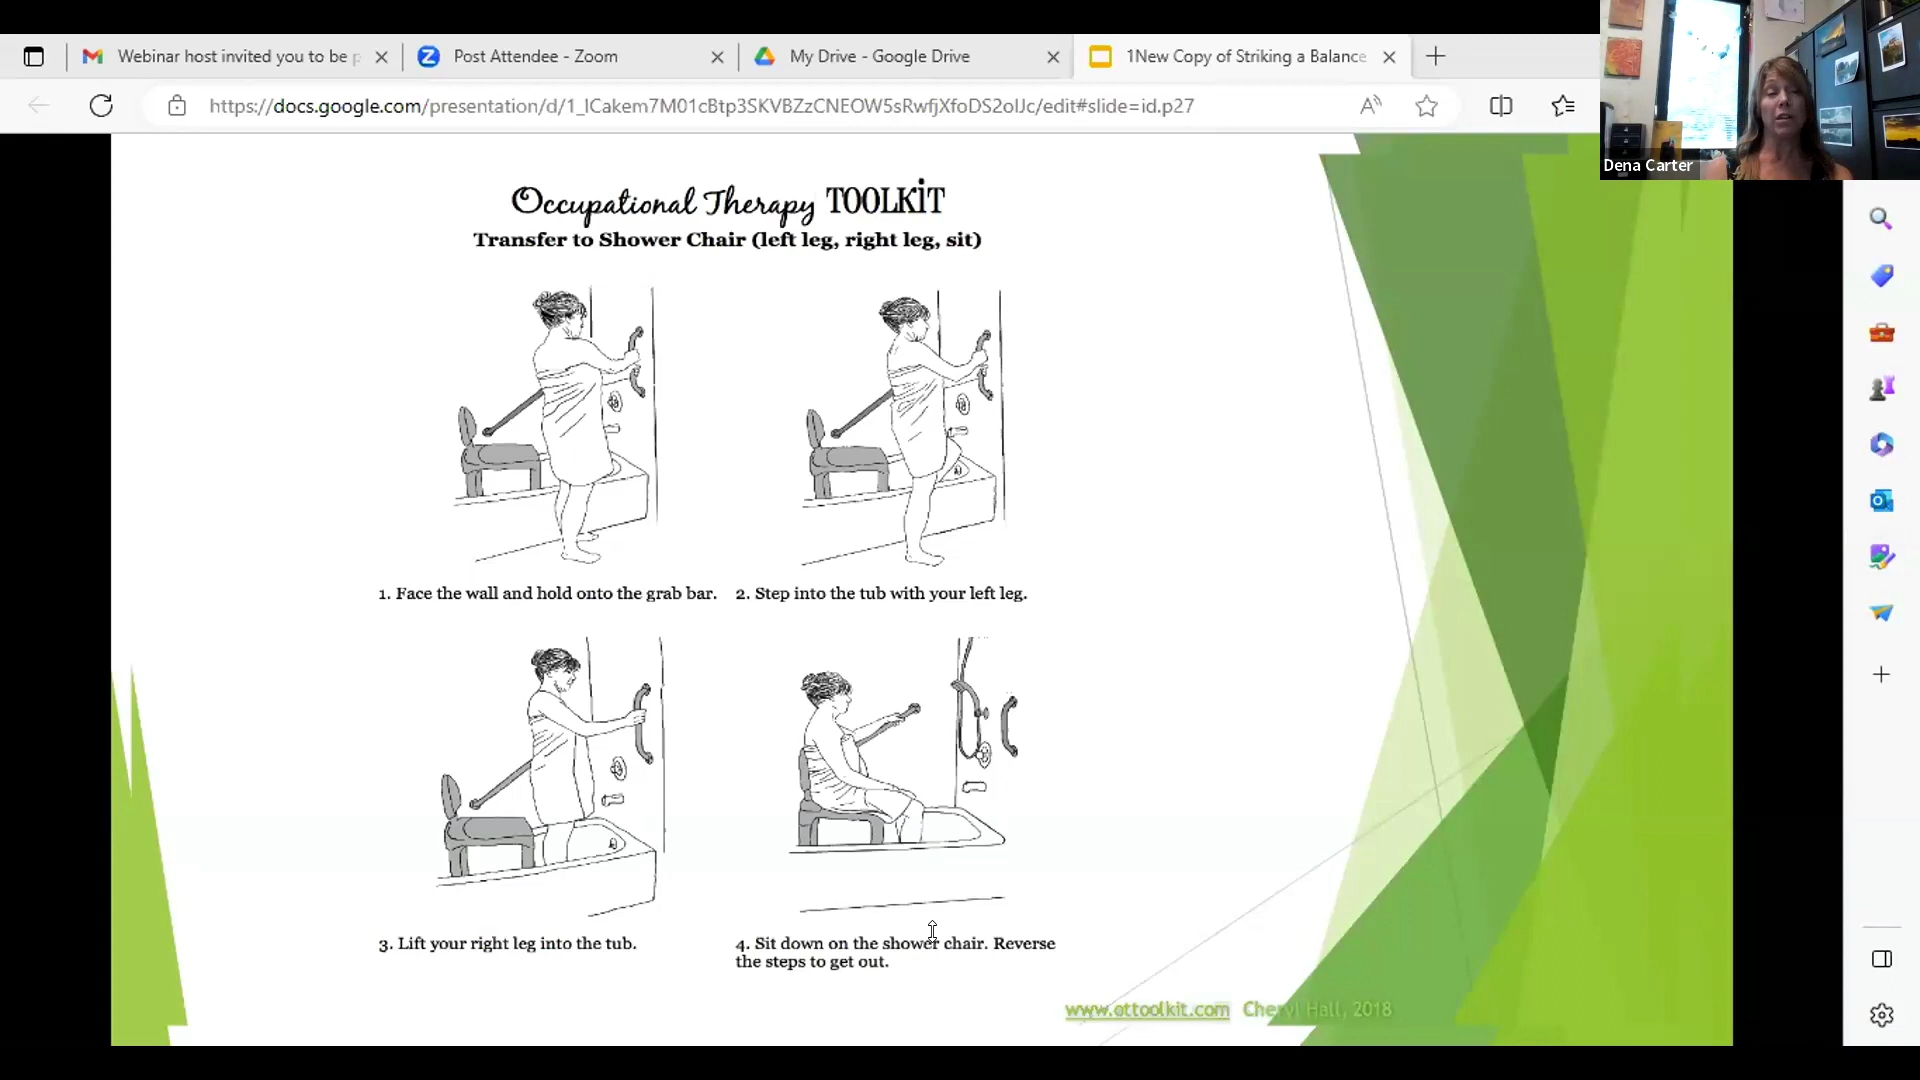 Webinar host invited you to be p
Post Attendee - Zoom
My Drive - Google Drive
1New Copy of Striking a Balance
https://docs.google.com/presentation/d/1_lCakem7M01cBtp3SKVBZzCNEOW5sRwfjXfoDS2olJc/edit#slide=id.p27
Dena Carter
Occupational Therapy TOOLKiT
Transfer to Shower Chair (left leg, right leg, sit)
1. Face the wall and hold onto the grab bar.
2. Step into the tub with your left leg.
3. Lift your right leg into the tub.
4. Sit down on the shower chair. Reverse
the steps to get out.
www.ottoolkit.com Cheryl Hall, 2018